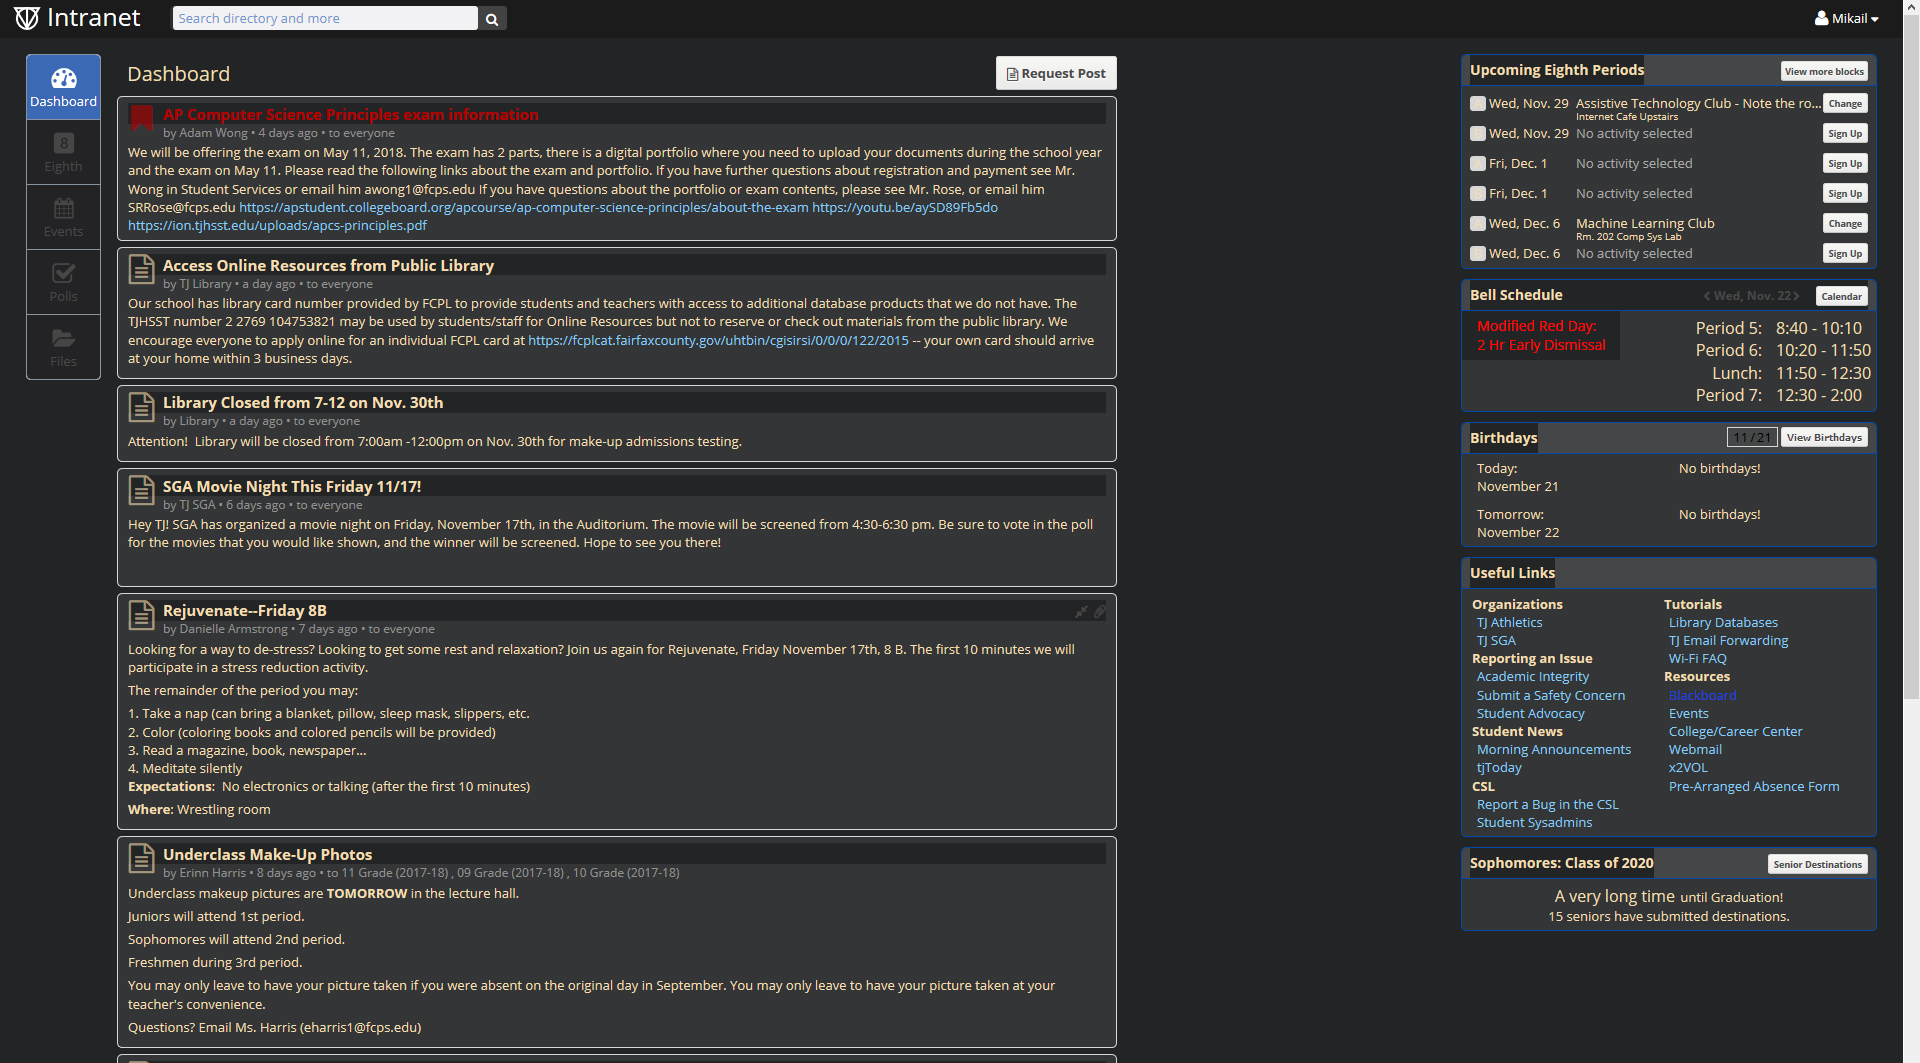 Intranet
Search directory and more
Mikail
Dashboard
Eighth
8
Events
Polls
Files
Dashboard
Request Post
AP Computer Science Principles exam information
by Adam Wong • 4 days ago • to everyone
We will be offering the exam on May 11, 2018. The exam has 2 parts, there is a digital portfolio where you need to upload your documents during the school year
and the exam on May 11. Please read the following links about the exam and portfolio. If you have further questions about registration and payment see Mr.
Wong in Student Services or email him awong1@fcps.edu If you have questions about the portfolio or exam contents, please see Mr. Rose, or email him
SRRose@fcps.edu https://apstudent.collegeboard.org/apcourse/ap-computer-science-principles/about-the-exam https://youtu.be/aySD89Fb5do
https://ion.tjhsst.edu/uploads/apcs-principles.pdf
Access Online Resources from Public Library
by TJ Library • a day ago • to everyone
Our school has library card number provided by FCPL to provide students and teachers with access to additional database products that we do not have. The
TJHSST number 2 2769 104753821 may be used by students/staff for Online Resources but not to reserve or check out materials from the public library. We
encourage everyone to apply online for an individual FCPL card at https://fcplcat.fairfaxcounty.gov/uhtbin/cgisirsi/0/0/0/122/2015 -- your own card should arrive
at your home within 3 business days.
Library Closed from 7-12 on Nov. 30th
by Library • a day ago • to everyone
Attention!  Library will be closed from 7:00am -12:00pm on Nov. 30th for make-up admissions testing.
SGA Movie Night This Friday 11/17!
by TJ SGA • 6 days ago • to everyone
Hey TJ! SGA has organized a movie night on Friday, November 17th, in the Auditorium. The movie will be screened from 4:30-6:30 pm. Be sure to vote in the poll
for the movies that you would like shown, and the winner will be screened. Hope to see you there!
Rejuvenate--Friday 8B
by Danielle Armstrong • 7 days ago • to everyone
Looking for a way to de-stress? Looking to get some rest and relaxation? Join us again for Rejuvenate, Friday November 17th, 8 B. The first 10 minutes we will
participate in a stress reduction activity.
The remainder of the period you may:
1. Take a nap (can bring a blanket, pillow, sleep mask, slippers, etc.
2. Color (coloring books and colored pencils will be provided)
3. Read a magazine, book, newspaper...
4. Meditate silently
Expectations:  No electronics or talking (after the first 10 minutes)
Where: Wrestling room
Underclass Make-Up Photos
by Erinn Harris • 8 days ago • to 11 Grade (2017-18) , 09 Grade (2017-18) , 10 Grade (2017-18)
Underclass makeup pictures are TOMORROW in the lecture hall.
Juniors will attend 1st period.
Sophomores will attend 2nd period.
Freshmen during 3rd period.
You may only leave to have your picture taken if you were absent on the original day in September. You may only leave to have your picture taken at your
teacher's convenience.
Questions? Email Ms. Harris (eharris1@fcps.edu)
Upcoming Eighth Periods
View more blocks
Wed, Nov. 29 Assistive Technology Club - Note the ro... Change
Internet Cafe Upstairs
Wed, Nov. 29 No activity selected Sign Up
Fri, Dec. 1 No activity selected Sign Up
Fri, Dec. 1 No activity selected Sign Up
Wed, Dec. 6 Machine Learning Club Change
Rm. 202 Comp Sys Lab
Wed, Dec. 6 No activity selected Sign Up
Bell Schedule
Wed, Nov. 22
Calendar
Modified Red Day:
2 Hr Early Dismissal
Period 5: 8:40 - 10:10
Period 6: 10:20 - 11:50
Lunch: 11:50 - 12:30
Period 7: 12:30 - 2:00
Birthdays
11/21
View Birthdays
Today:
November 21
No birthdays!
Tomorrow:
November 22
No birthdays!
Useful Links
Organizations
TJ Athletics
TJ SGA
Reporting an Issue
Academic Integrity
Submit a Safety Concern
Student Advocacy
Student News
Morning Announcements
tjToday
CSL
Report a Bug in the CSL
Student Sysadmins
Tutorials
Library Databases
TJ Email Forwarding
Wi-Fi FAQ
Resources
Blackboard
Events
College/Career Center
Webmail
x2VOL
Pre-Arranged Absence Form
Sophomores: Class of 2020
Senior Destinations
A very long time until Graduation!
15 seniors have submitted destinations.